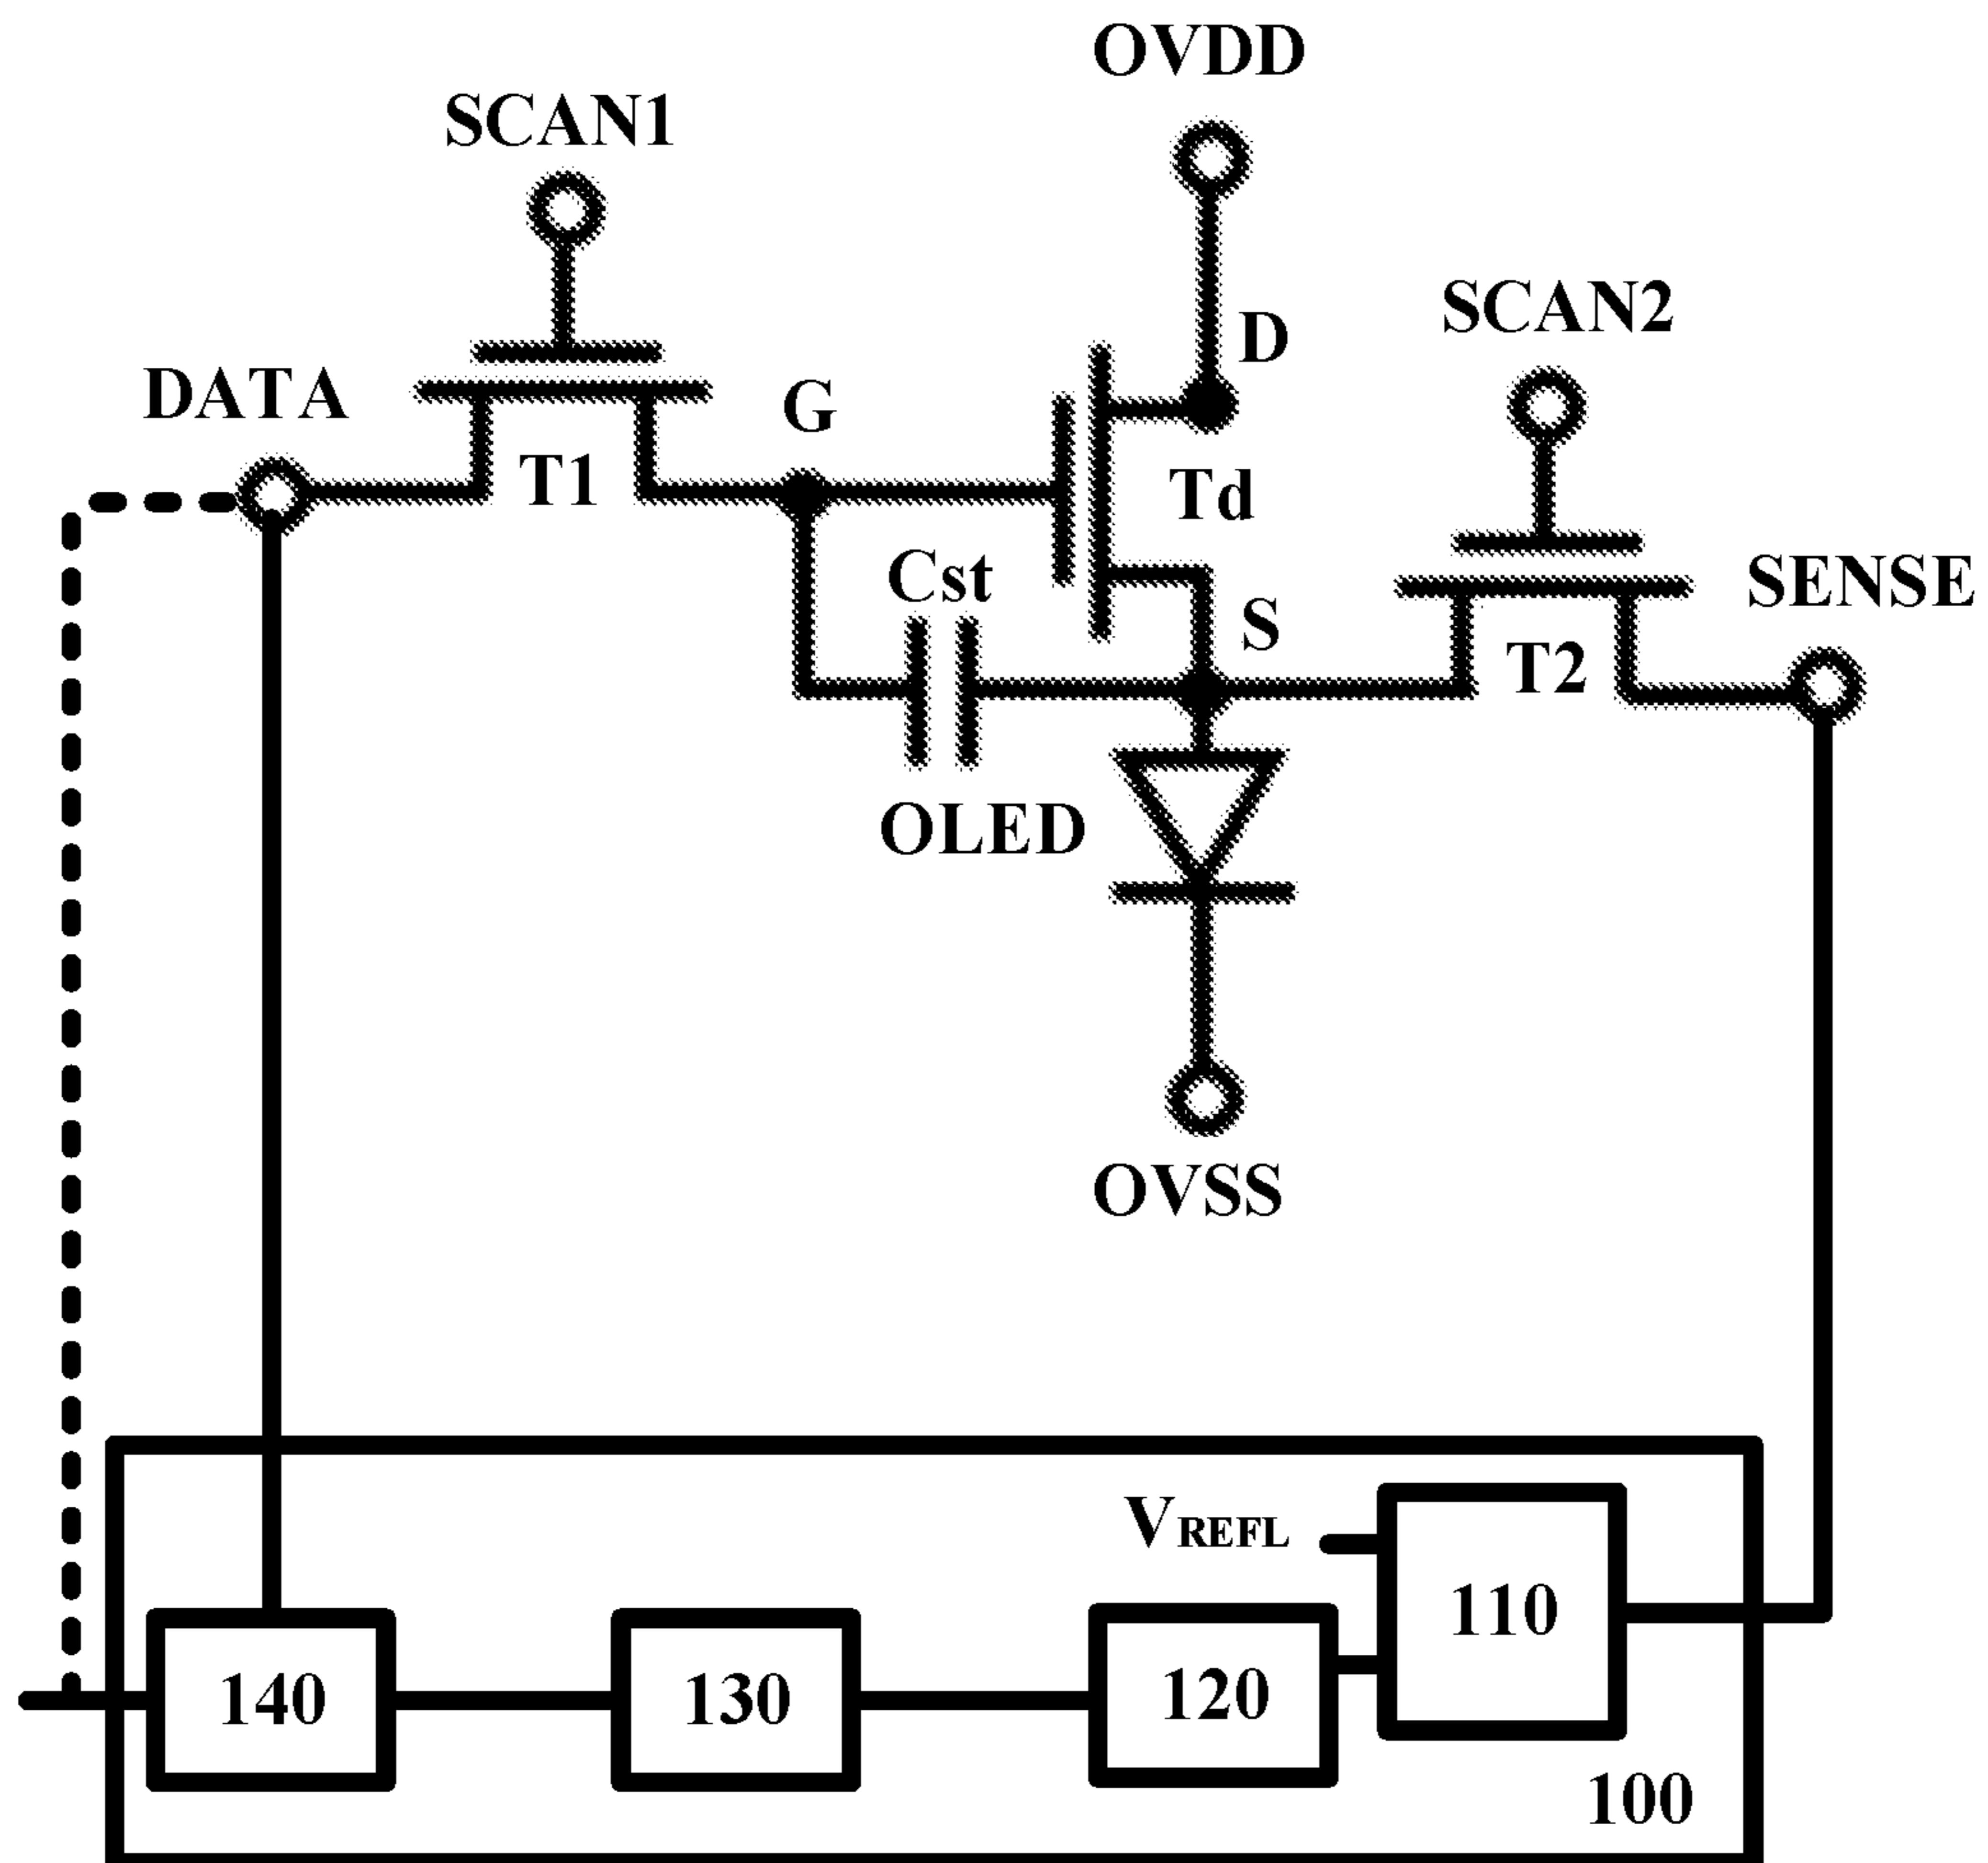 OVDD
SCAN1
SCAN2
D
DATA
G
T1
Td
Cst
SENSE
S
T2
OLED
OVSS
VREFL
110
120
130
140
100